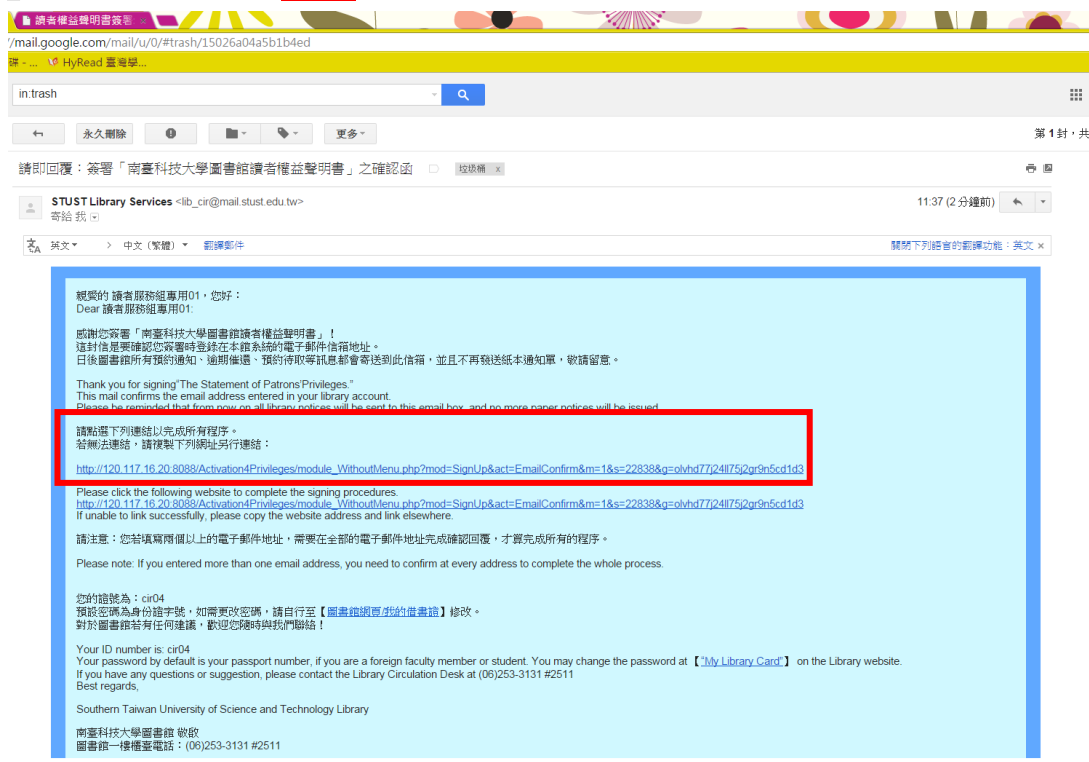 讀者權益聲明書簽署 ×
//mail.google.com/mail/u/0/#trash/15026a04a5b1b4ed
碟 - ... HyRead 臺灣學...
in:trash
永久刪除 更多
第 1 封，共
請即回覆：簽署「南臺科技大學圖書館讀者權益聲明書」之確認函 垃圾桶 x
STUST Library Services <lib_cir@mail.stust.edu.tw>
11:37 (2 分鐘前)
寄給 我
英文 > 中文（繁體） 翻譯郵件 關閉下列語言的翻譯功能：英文 ×
親愛的 讀者服務組專用01，您好：
Dear 讀者服務組專用01:
感謝您簽署「南臺科技大學圖書館讀者權益聲明書」！
這封信是要確認您簽署時登錄在本館系統的電子郵件信箱地址。
日後圖書館所有預約通知、逾期催還、預約待取等訊息都會寄送到此信箱，並且不再發送紙本通知單，敬請留意。
Thank you for signing"The Statement of Patrons'Privileges."
This mail confirms the email address entered in your library account.
Please be reminded that from now on all library notices will be sent to this email box, and no more paper notices will be issued.
請點選下列連結以完成所有程序。
若無法連結，請複製下列網址另行連結：
http://120.117.16.20:8088/Activation4Privileges/module_WithoutMenu.php?mod=SignUp&act=EmailConfirm&m=1&s=22838&g=olvhd77j24ll75j2gr9n5cd1d3
Please click the following website to complete the signing procedures.
http://120.117.16.20:8088/Activation4Privileges/module_WithoutMenu.php?mod=SignUp&act=EmailConfirm&m=1&s=22838&g=olvhd77j24ll75j2gr9n5cd1d3
If unable to link successfully, please copy the website address and link elsewhere.
請注意：您若填寫兩個以上的電子郵件地址，需要在全部的電子郵件地址完成確認回覆，才算完成所有的程序。
Please note: If you entered more than one email address, you need to confirm at every address to complete the whole process.
您的證號為：cir04
預設密碼為身份證字號，如需更改密碼，請自行至【圖書館網頁/我的借書證】修改。
對於圖書館若有任何建議，歡迎您隨時與我們聯絡！
Your ID number is: cir04
Your password by default is your passport number, if you are a foreign faculty member or student. You may change the password at【"My Library Card"】on the Library website.
If you have any questions or suggestion, please contact the Library Circulation Desk at (06)253-3131 #2511
Best regards,
Southern Taiwan University of Science and Technology Library
南臺科技大學圖書館 敬啟
圖書館一樓櫃臺電話：(06)253-3131 #2511